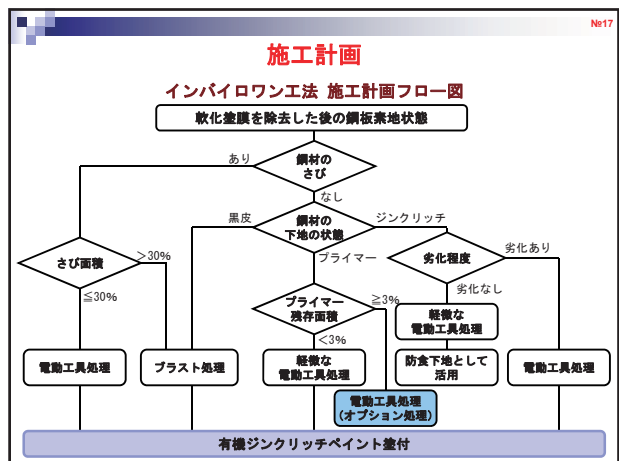 №17
施工計画
インバイロワン工法 施工計画フロー図
軟化塗膜を除去した後の鋼板素地状態
あり
鋼材の
さび
なし
黒皮
鋼材の
下地の状態
ジンクリッチ
プライマー
さび面積
>30%
≦30%
劣化程度
劣化あり
劣化なし
プライマー
残存面積
≧3%
<3%
軽微な
電動工具処理
電動工具処理
ブラスト処理
軽微な
電動工具処理
防食下地として
活用
電動工具処理
電動工具処理
(オプション処理)
有機ジンクリッチペイント塗付